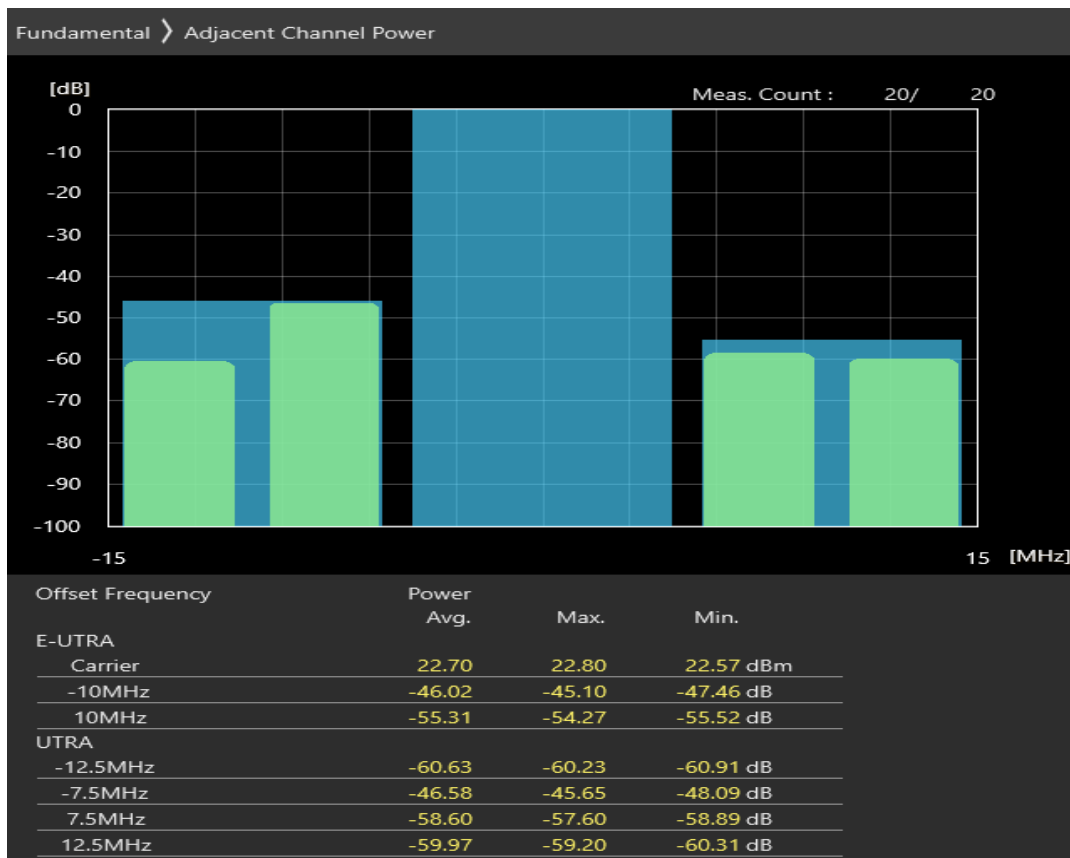 Fundamental 〉 Adjacent Channel Power
[dB]
Meas. Count : 20/ 20
0
-10
-20
-30
-40
-50
-60
-70
-80
-90
-100
-15 15 [MHz]
Offset Frequency Power
Avg. Max. Min.
E-UTRA
Carrier 22.70 22.80 22.57 dBm
-10MHz -46.02 -45.10 -47.46 dB
10MHz -55.31 -54.27 -55.52 dB
UTRA
-12.5MHz -60.63 -60.23 -60.91 dB
-7.5MHz -46.58 -45.65 -48.09 dB
7.5MHz -58.60 -57.60 -58.89 dB
12.5MHz -59.97 -59.20 -60.31 dB